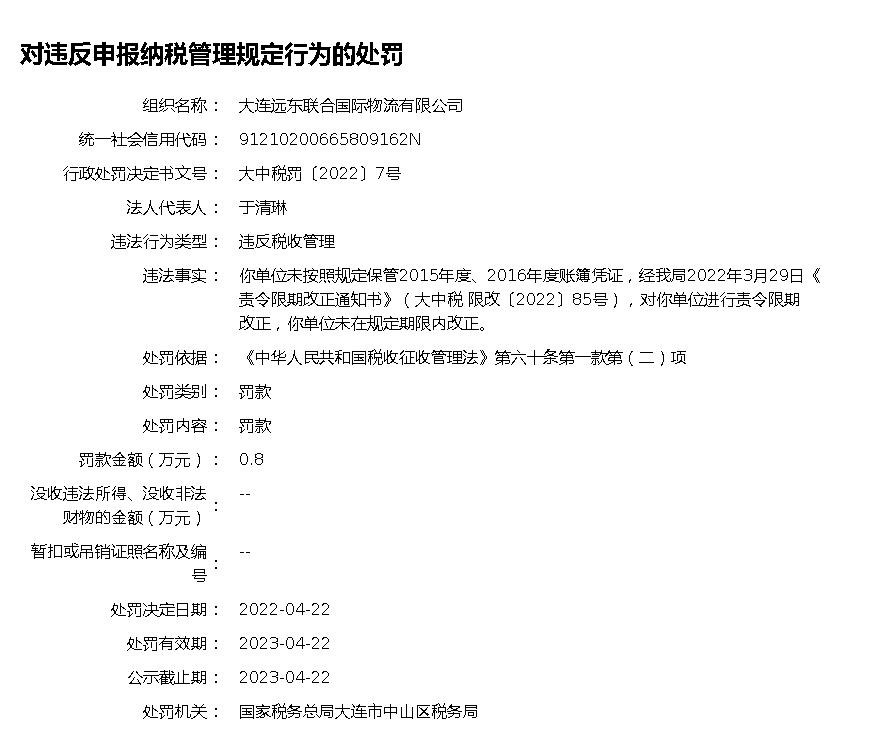 对违反申报纳税管理规定行为的处罚
组织名称： 大连远东联合国际物流有限公司
统一社会信用代码： 91210200665809162N
行政处罚决定书文号： 大中税罚〔2022〕7号
法人代表人： 于清琳
违法行为类型： 违反税收管理
违法事实： 你单位未按照规定保管2015年度、2016年度账簿凭证，经我局2022年3月29日《
责令限期改正通知书》（大中税 限改〔2022〕85号），对你单位进行责令限期
改正，你单位未在规定期限内改正。
处罚依据： 《中华人民共和国税收征收管理法》第六十条第一款第（二）项
处罚类别： 罚款
处罚内容： 罚款
罚款金额（万元）： 0.8
没收违法所得、没收非法
财物的金额（万元）： --
暂扣或吊销证照名称及编
号： --
处罚决定日期： 2022-04-22
处罚有效期： 2023-04-22
公示截止期： 2023-04-22
处罚机关： 国家税务总局大连市中山区税务局